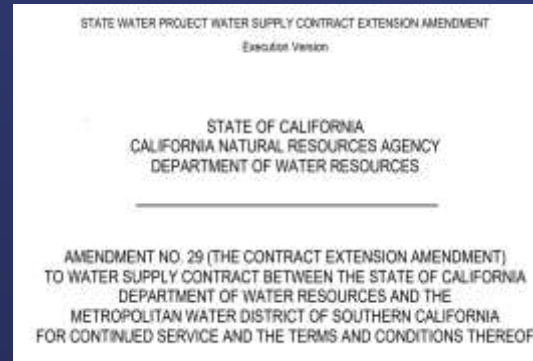 STATE WATER PROJECT WATER SUPPLY CONTRACT EXTENSION AMENDMENT
Execution Version
STATE OF CALIFORNIA
CALIFORNIA NATURAL RESOURCES AGENCY
DEPARTMENT OF WATER RESOURCES
AMENDMENT NO. 29 (THE CONTRACT EXTENSION AMENDMENT)
TO WATER SUPPLY CONTRACT BETWEEN THE STATE OF CALIFORNIA
DEPARTMENT OF WATER RESOURCES AND THE
METROPOLITAN WATER DISTRICT OF SOUTHERN CALIFORNIA
FOR CONTINUED SERVICE AND THE TERMS AND CONDITIONS THEREOF